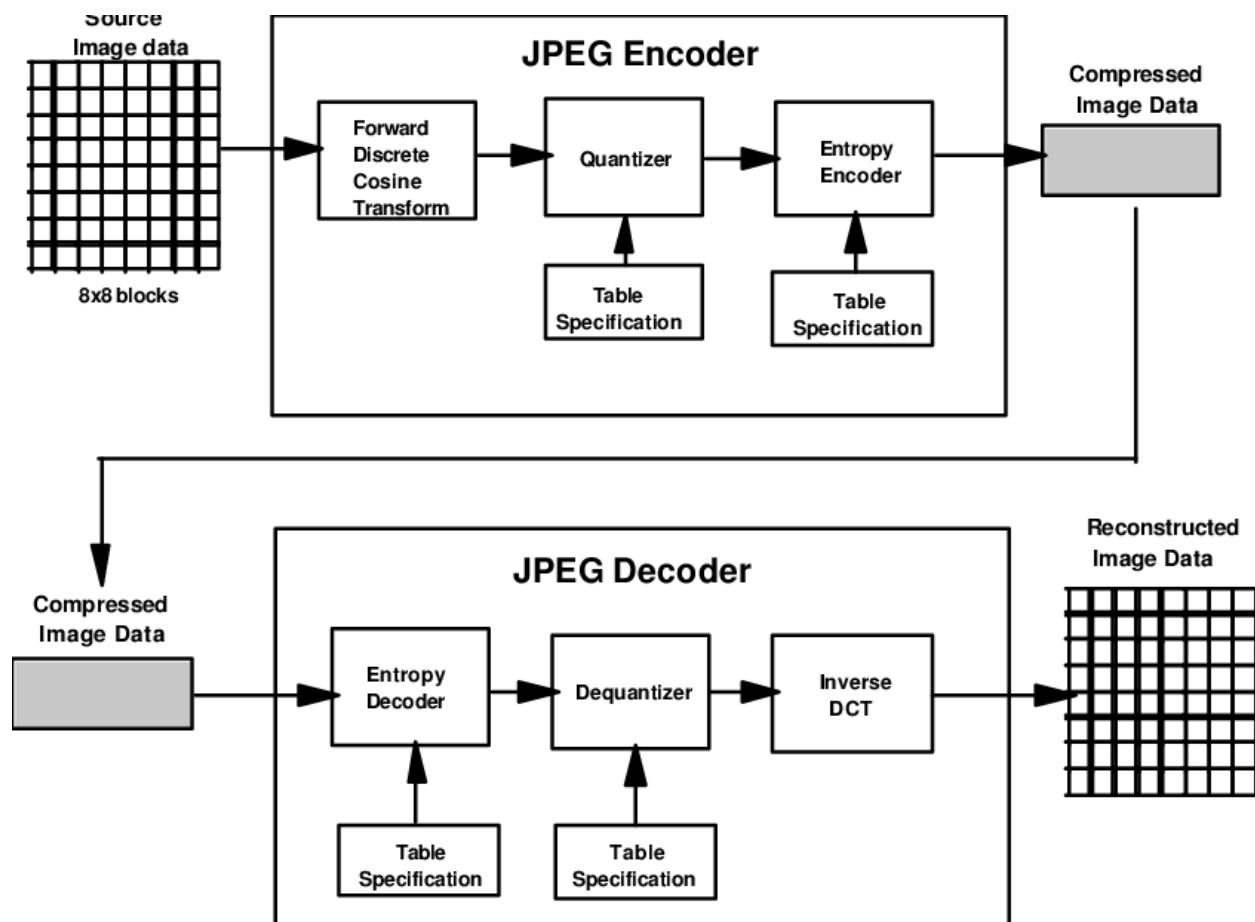 Source
Image data
8x8 blocks
JPEG Encoder
Forward
Discrete
Cosine
Transform
Quantizer
Entropy
Encoder
Table
Specification
Table
Specification
Compressed
Image Data
Compressed
Image Data
JPEG Decoder
Entropy
Decoder
Dequantizer
Inverse
DCT
Table
Specification
Table
Specification
Reconstructed
Image Data